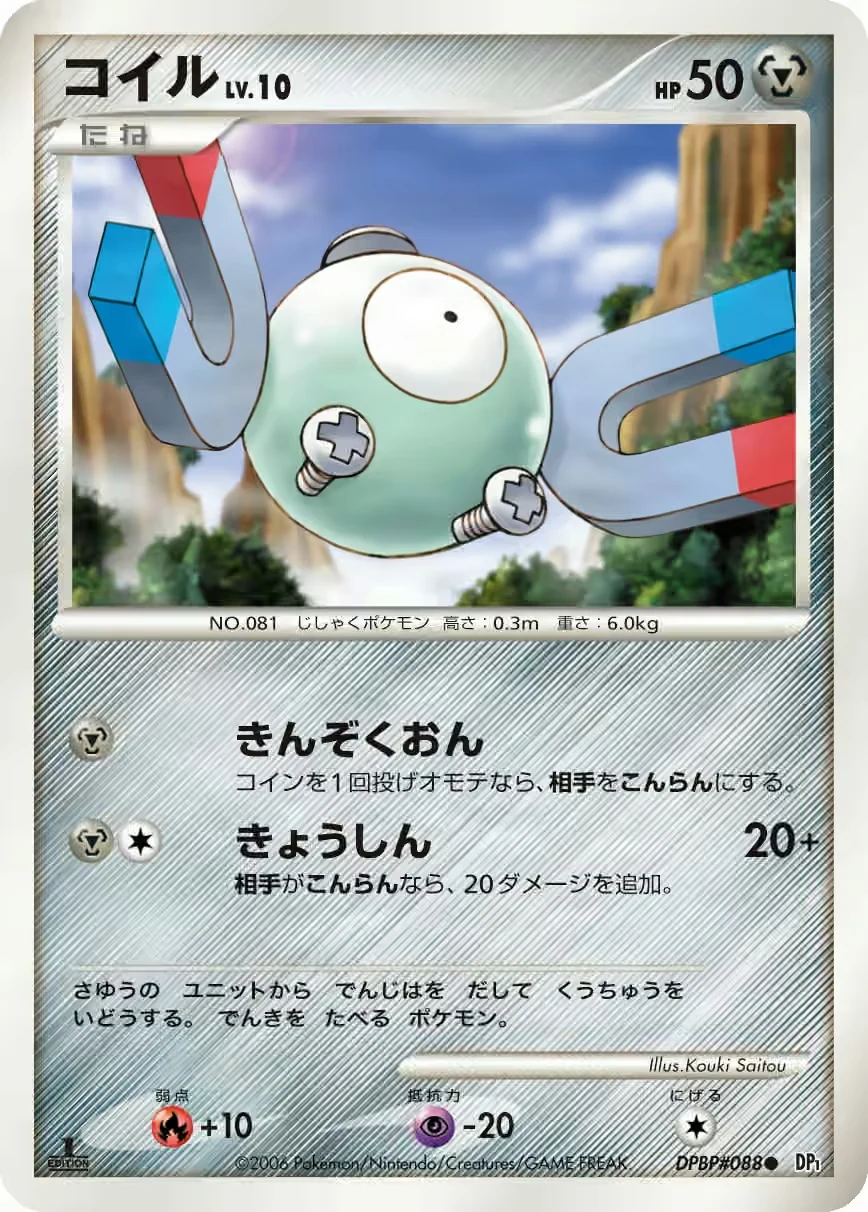 コイル LV.10 HP 50
たね
NO.081 じしゃくポケモン 高さ：0.3m 重さ：6.0kg
きんぞくおん
コインを1回投げオモテなら、相手をこんらんにする。
きょうしん 20+
相手がこんらんなら、20ダメージを追加。
さゆうの ユニットから でんじはを だして くうちゅうを
いどうする。 でんきを たべる ポケモン。
Illus.Kouki Saitou
弱点 抵抗力 にげる
+10 -20
1 EDITION ©2006 Pokémon/Nintendo/Creatures/GAME FREAK. DPBP#088● DP1